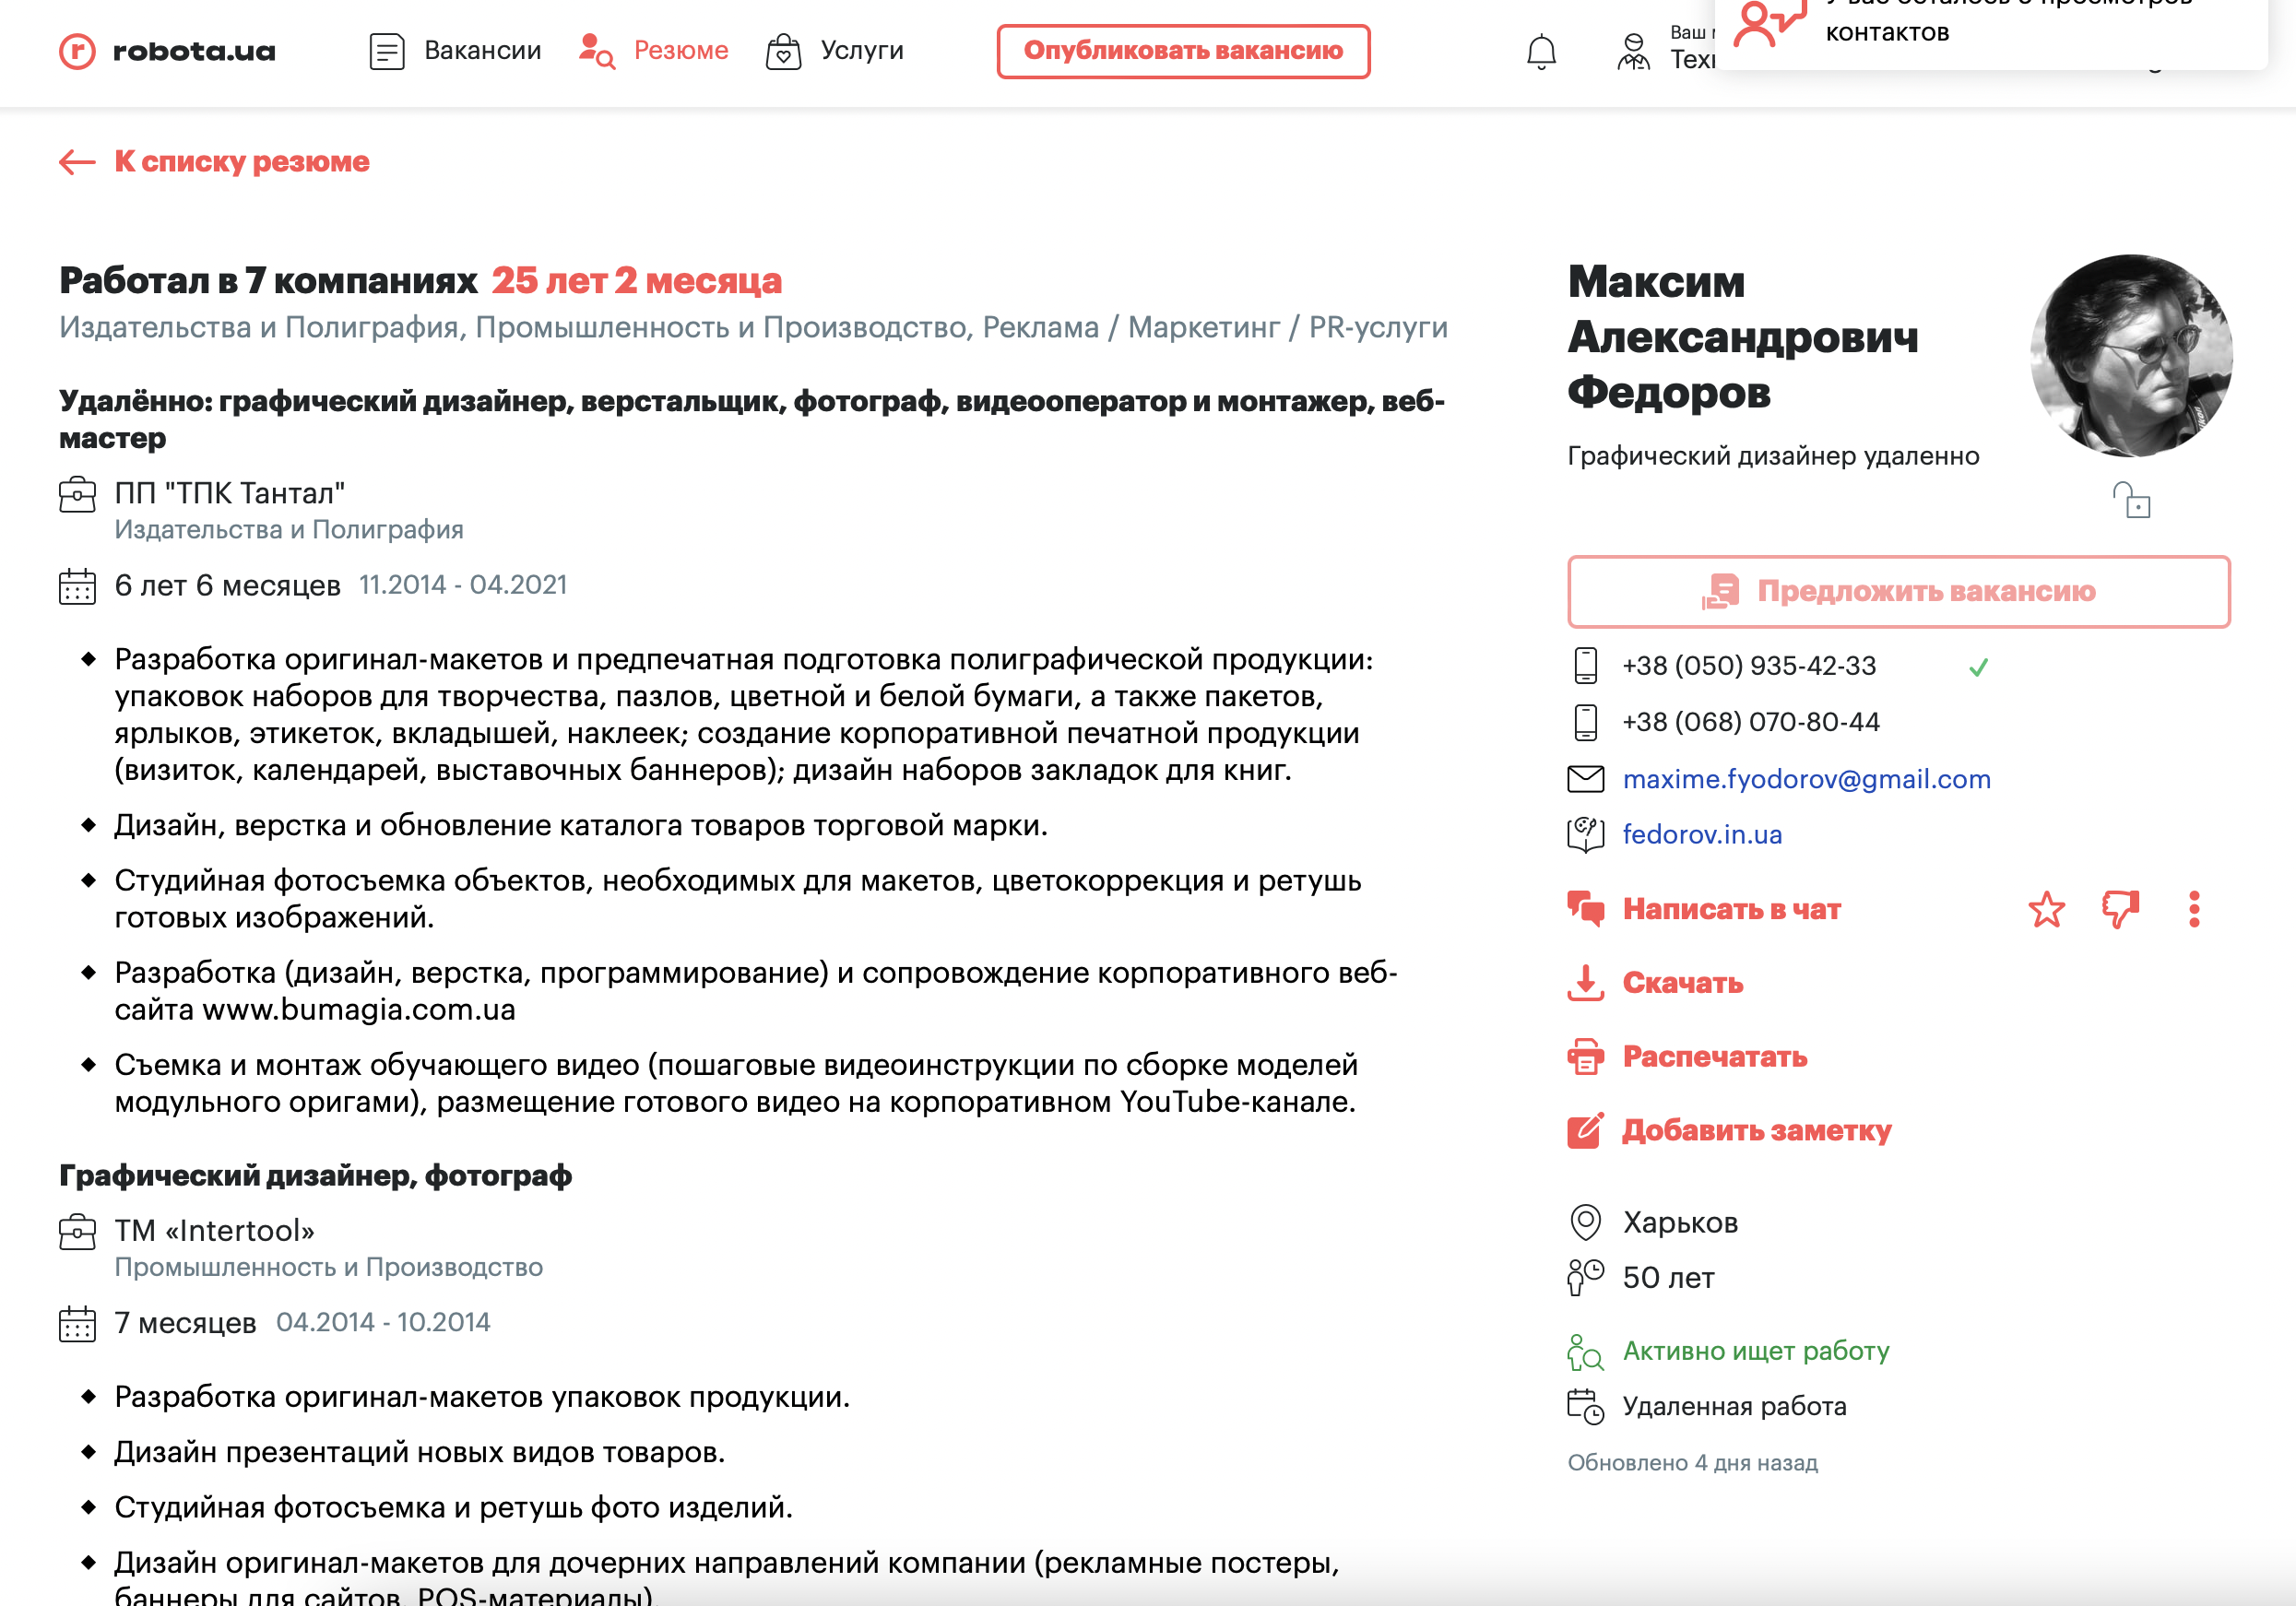 robota.ua
Вакансии
Резюме
Услуги
Опубликовать вакансию
контактов
К списку резюме
Работал в 7 компаниях 25 лет 2 месяца
Издательства и Полиграфия, Промышленность и Производство, Реклама / Маркетинг / PR-услуги
Удалённо: графический дизайнер, верстальщик, фотограф, видеооператор и монтажер, веб-
мастер
ПП "ТПК Тантал"
Издательства и Полиграфия
6 лет 6 месяцев 11.2014 - 04.2021
Разработка оригинал-макетов и предпечатная подготовка полиграфической продукции:
упаковок наборов для творчества, пазлов, цветной и белой бумаги, а также пакетов,
ярлыков, этикеток, вкладышей, наклеек; создание корпоративной печатной продукции
(визиток, календарей, выставочных баннеров); дизайн наборов закладок для книг.
Дизайн, верстка и обновление каталога товаров торговой марки.
Студийная фотосъемка объектов, необходимых для макетов, цветокоррекция и ретушь
готовых изображений.
Разработка (дизайн, верстка, программирование) и сопровождение корпоративного веб-
сайта www.bumagia.com.ua
Съемка и монтаж обучающего видео (пошаговые видеоинструкции по сборке моделей
модульного оригами), размещение готового видео на корпоративном YouTube-канале.
Графический дизайнер, фотограф
ТМ «Intertool»
Промышленность и Производство
7 месяцев 04.2014 - 10.2014
Разработка оригинал-макетов упаковок продукции.
Дизайн презентаций новых видов товаров.
Студийная фотосъемка и ретушь фото изделий.
Дизайн оригинал-макетов для дочерних направлений компании (рекламные постеры,
баннеры для сайтов, POS-материалы).
Максим
Александрович
Федоров
Графический дизайнер удаленно
Предложить вакансию
+38 (050) 935-42-33
+38 (068) 070-80-44
maxime.fyodorov@gmail.com
fedorov.in.ua
Написать в чат
Скачать
Распечатать
Добавить заметку
Харьков
50 лет
Активно ищет работу
Удаленная работа
Обновлено 4 дня назад